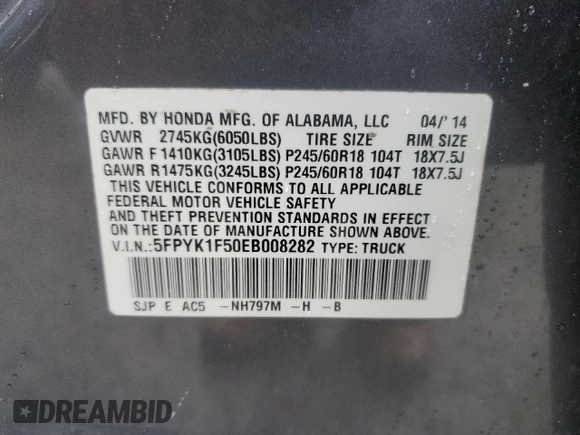 MFD. BY HONDA MFG. OF ALABAMA, LLC 04/'14
GVWR 2745KG(6050LBS) TIRE SIZE RIM SIZE
GAWR F 1410KG(3105LBS) P245/60R18 104T 18X7.5J
GAWR R 1475KG(3245LBS) P245/60R18 104T 18X7.5J
THIS VEHICLE CONFORMS TO ALL APPLICABLE
FEDERAL MOTOR VEHICLE SAFETY
AND THEFT PREVENTION STANDARDS IN EFFECT
ON THE DATE OF MANUFACTURE SHOWN ABOVE.
V.I.N.:5FPYK1F50EB008282 TYPE: TRUCK
SJP E AC5 -NH797M -H -B
DREAMBID